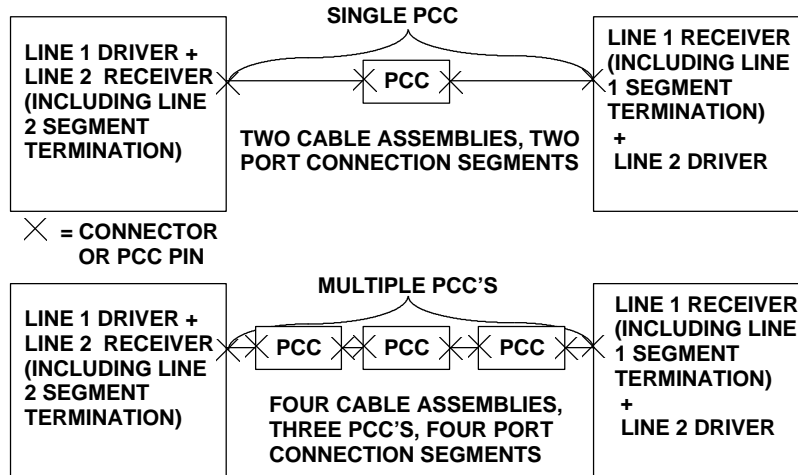 SINGLE PCC
LINE 1 DRIVER +
LINE 2 RECEIVER
(INCLUDING LINE
2 SEGMENT
TERMINATION)
PCC
TWO CABLE ASSEMBLIES, TWO
PORT CONNECTION SEGMENTS
LINE 1 RECEIVER
(INCLUDING LINE
1 SEGMENT
TERMINATION)
+
LINE 2 DRIVER
= CONNECTOR
OR PCC PIN
MULTIPLE PCC'S
LINE 1 DRIVER +
LINE 2 RECEIVER
(INCLUDING LINE
2 SEGMENT
TERMINATION)
PCC
PCC
PCC
FOUR CABLE ASSEMBLIES,
THREE PCC'S, FOUR PORT
CONNECTION SEGMENTS
LINE 1 RECEIVER
(INCLUDING LINE
1 SEGMENT
TERMINATION)
+
LINE 2 DRIVER